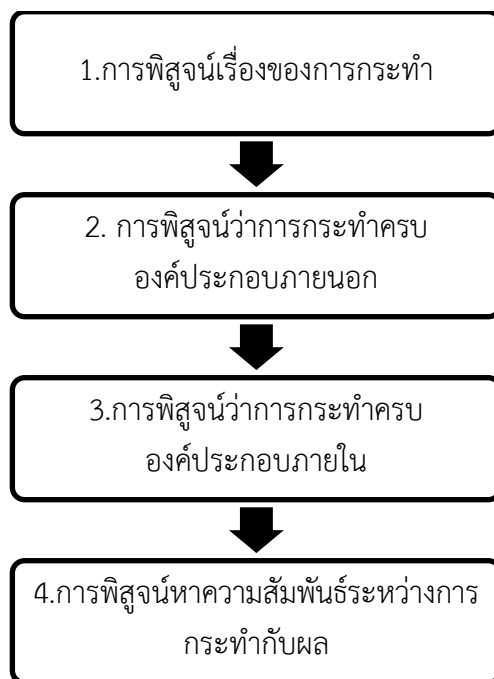 1.การพิสูจน์เรื่องของการกระทำ
2. การพิสูจน์ว่าการกระทำครบ
องค์ประกอบภายนอก
3.การพิสูจน์ว่าการกระทำครบ
องค์ประกอบภายใน
4.การพิสูจน์หาความสัมพันธ์ระหว่างการ
กระทำกับผล